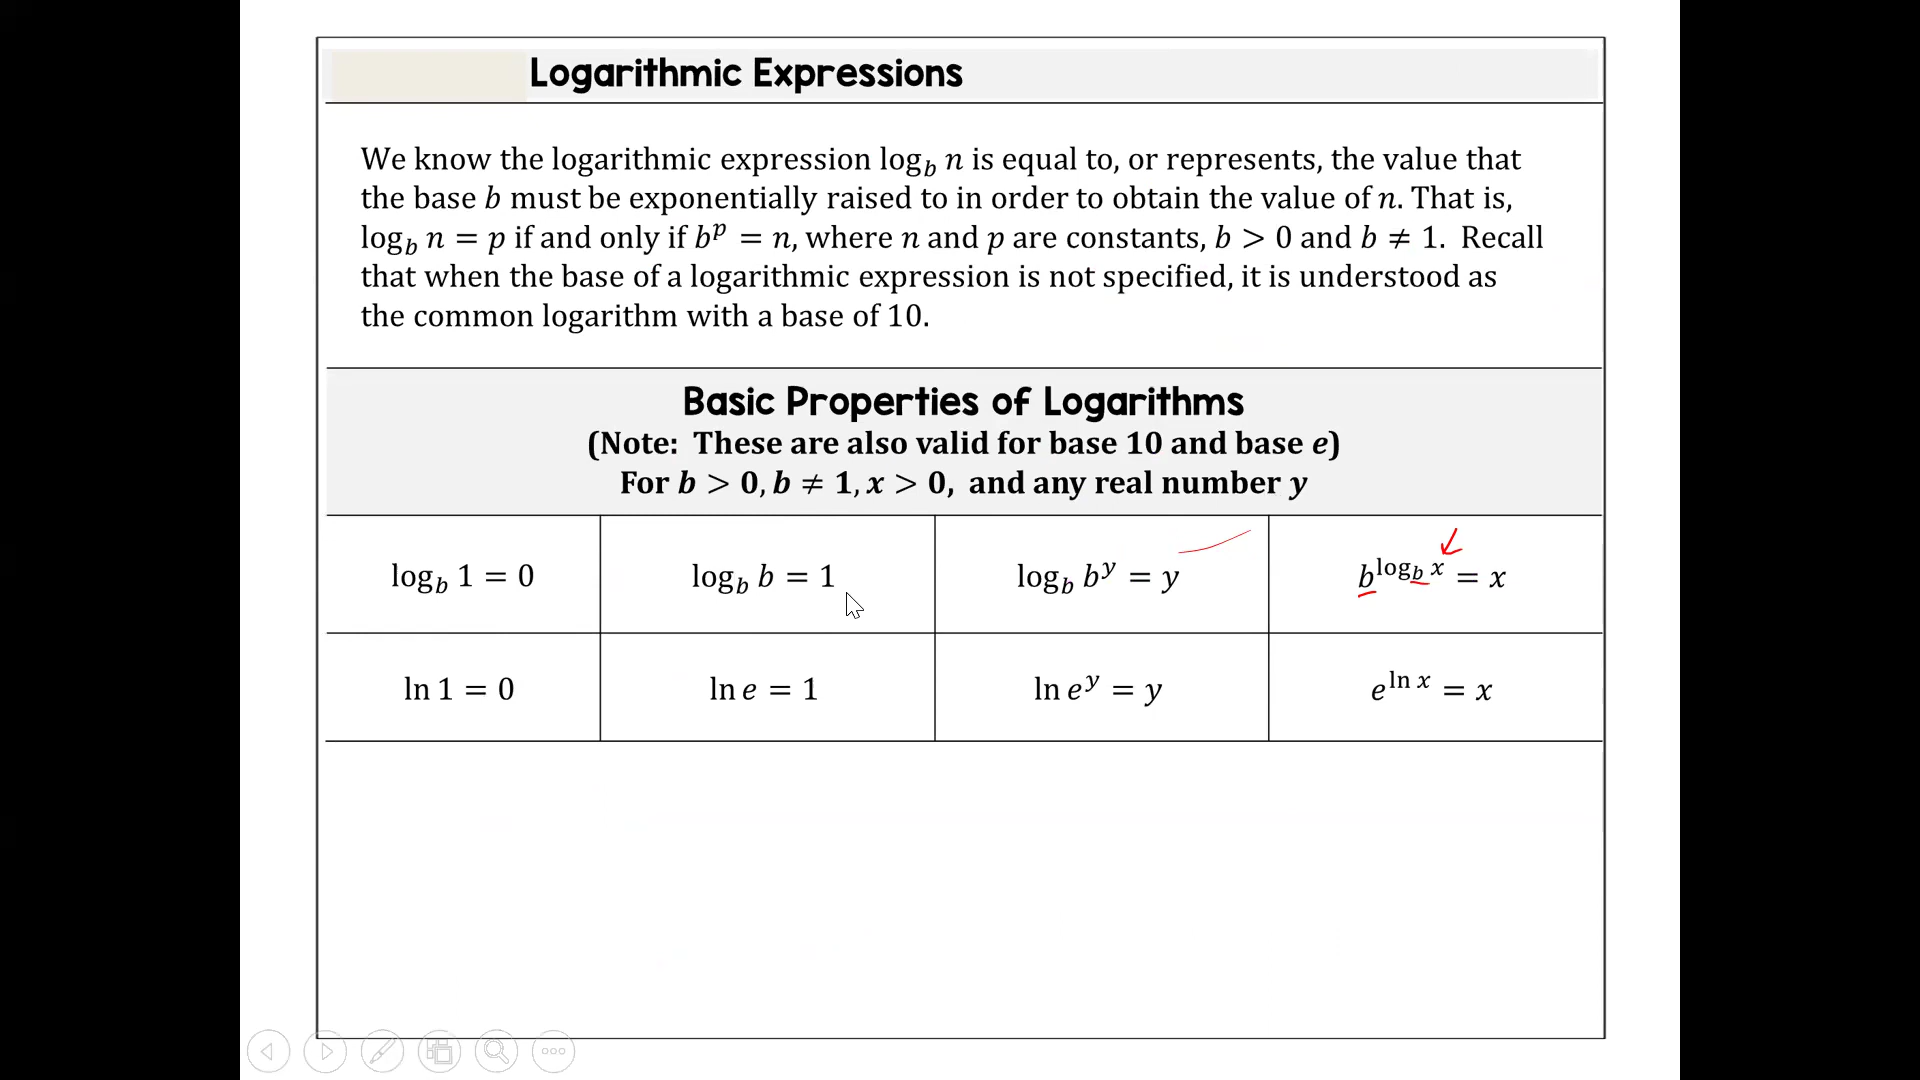 Logarithmic Expressions
We know the logarithmic expression log_b n is equal to, or represents, the value that
the base b must be exponentially raised to in order to obtain the value of n. That is,
log_b n = p if and only if b^p = n, where n and p are constants, b > 0 and b ≠ 1. Recall
that when the base of a logarithmic expression is not specified, it is understood as
the common logarithm with a base of 10.
Basic Properties of Logarithms
(Note: These are also valid for base 10 and base e)
For b > 0, b ≠ 1, x > 0, and any real number y
log_b 1 = 0
log_b b = 1
log_b b^y = y
b^{log_b x} = x
ln 1 = 0
ln e = 1
ln e^y = y
e^{ln x} = x